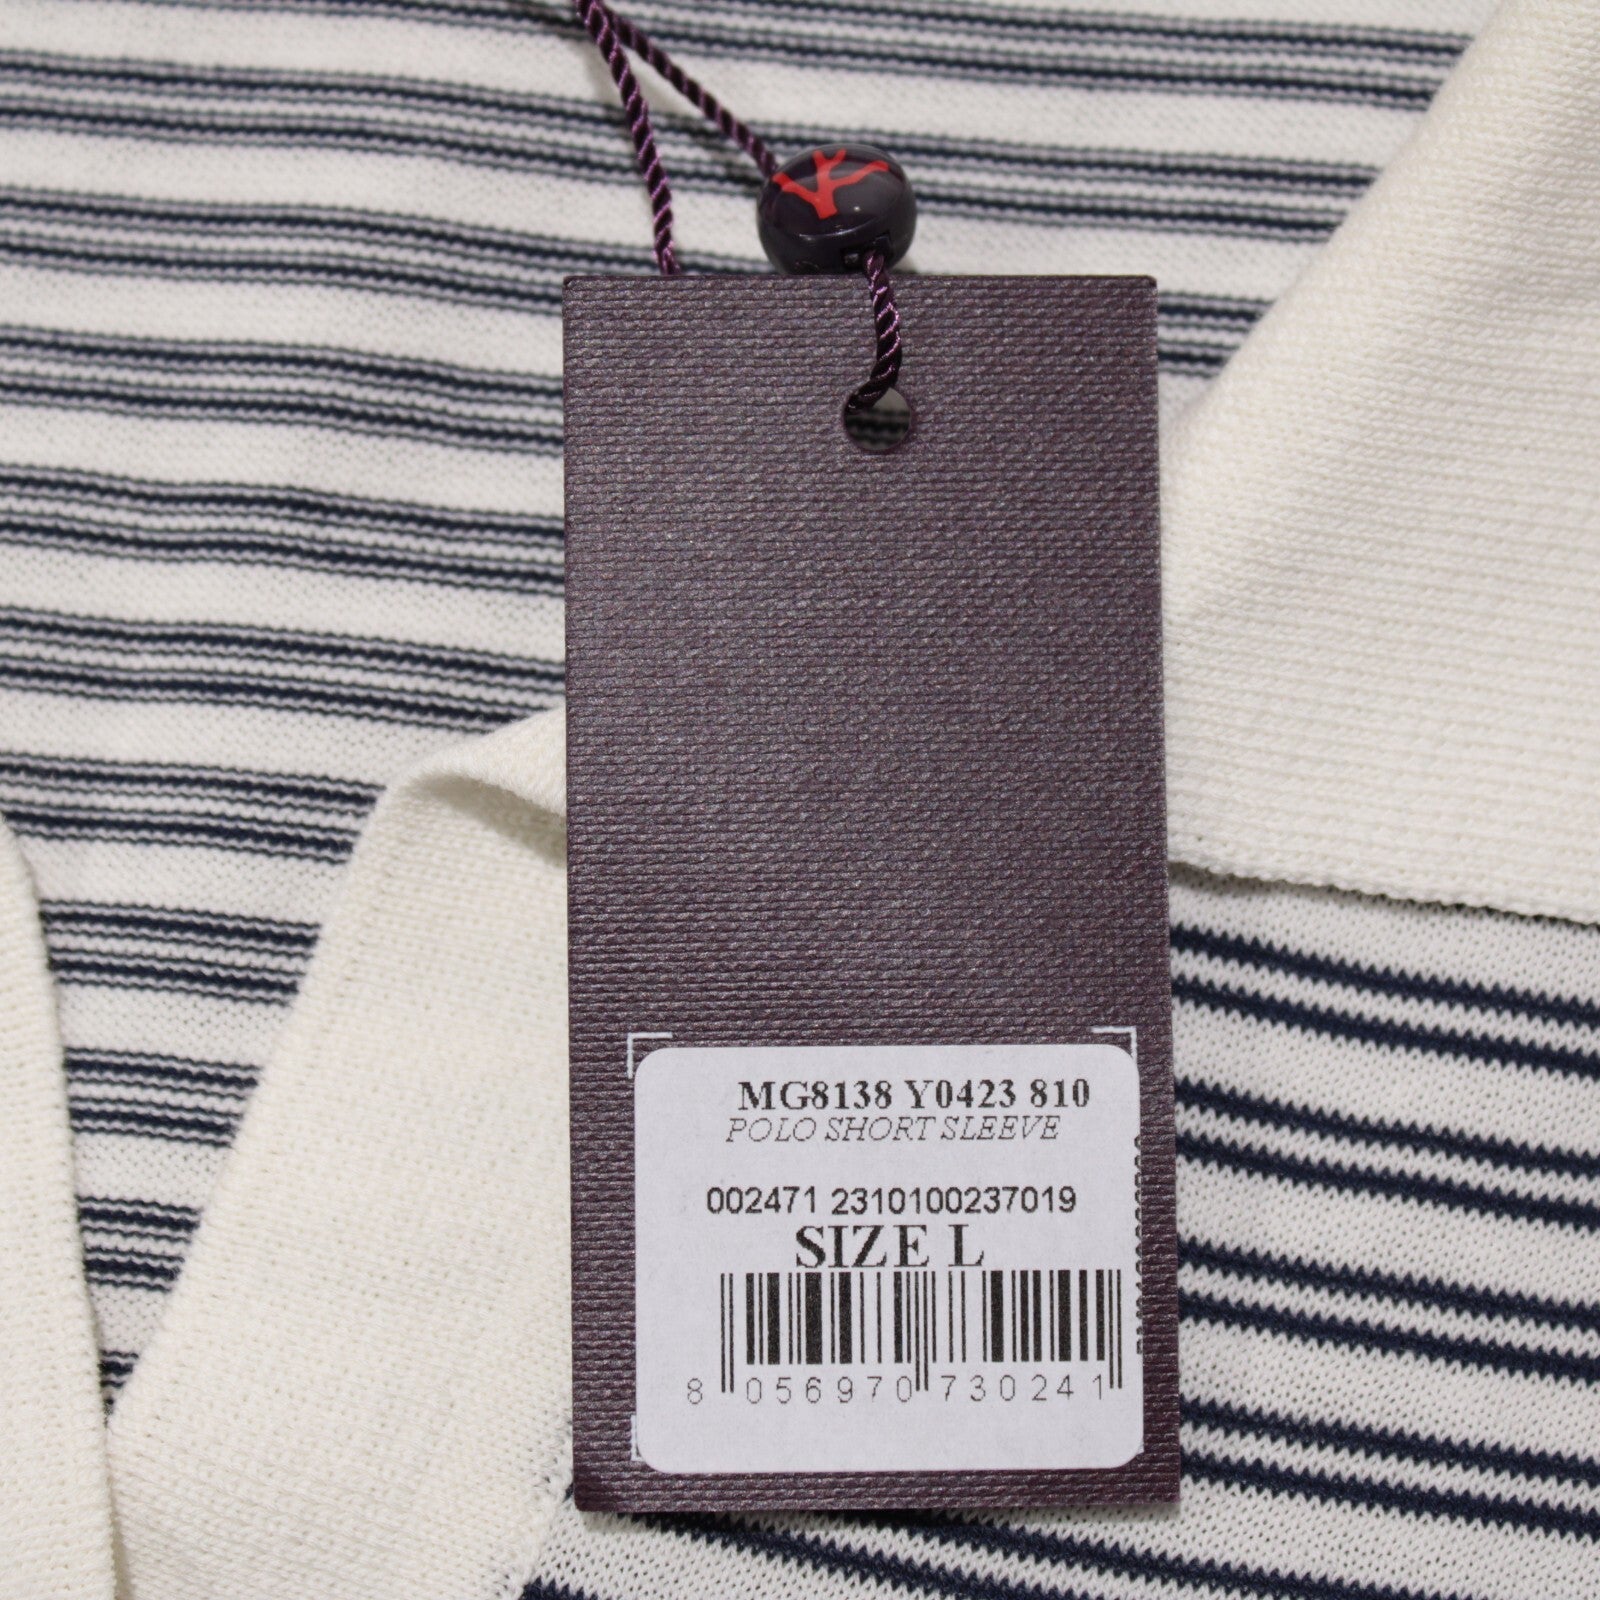 MG8138 Y0423 810
POLO SHORT SLEEVE
002471 2310100237019
SIZE L
8 056970 730241